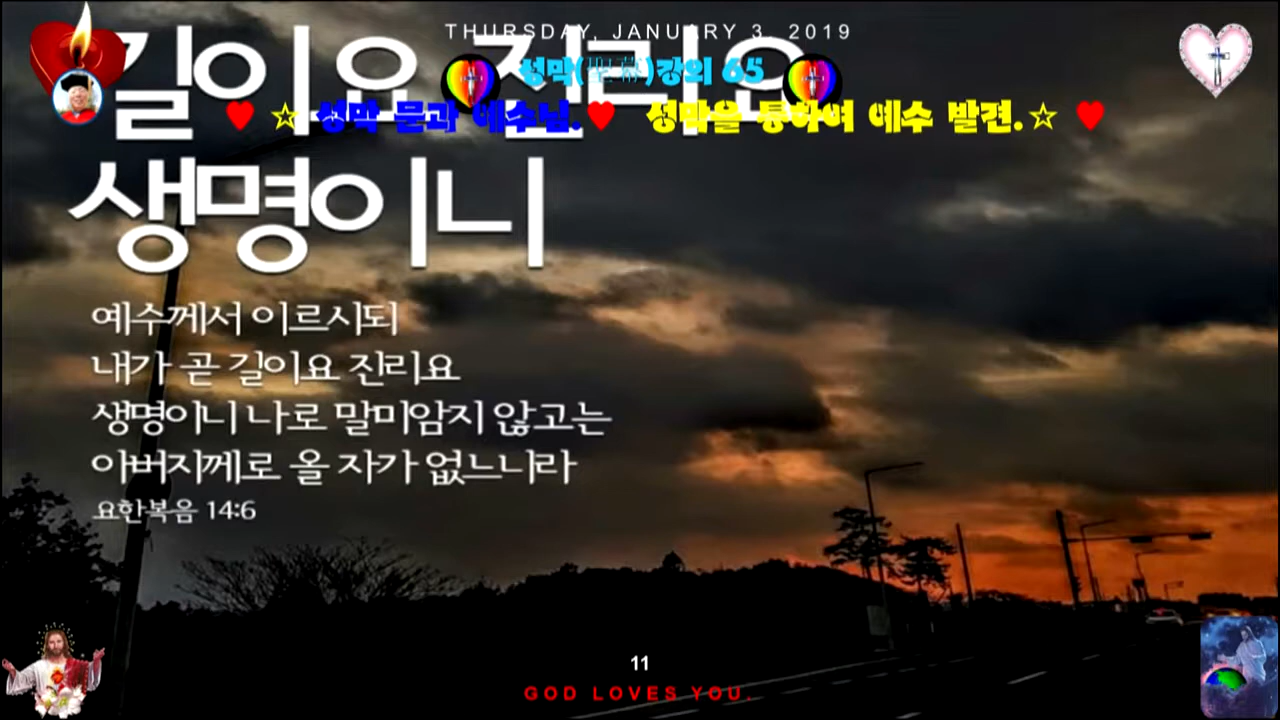 THURSDAY, JANUARY 3, 2019
길이요 진리요
성막(聖幕)강의 65
♥ ☆ 성막 문과 예수님.♥ 성막을 통하여 예수 발견.☆ ♥
생명이니
예수께서 이르시되
내가 곧 길이요 진리요
생명이니 나로 말미암지 않고는
아버지께로 올 자가 없느니라
요한복음 14:6
11
GOD LOVES YOU.